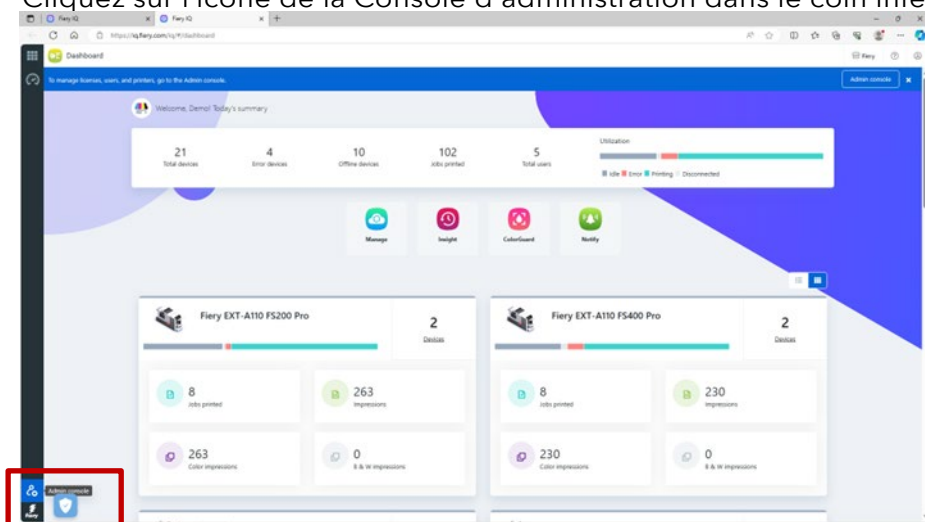 Cliquez sur l'icône de la Console d'administration dans le coin infé
Fiery IQ
Fiery IQ
https://iq.fiery.com/iq/#/dashboard
Dashboard
Fiery
To manage licenses, users, and printers, go to the Admin console.
Admin console
Welcome, Demo! Today's summary
21
Total devices
4
Error devices
10
Offline devices
102
Jobs printed
5
Total users
Utilization
Idle Error Printing Disconnected
Manage
Insight
ColorGuard
Notify
Fiery EXT-A110 FS200 Pro
2
Devices
8
Jobs printed
263
Impressions
263
Color impressions
0
B & W impressions
Fiery EXT-A110 FS400 Pro
2
Devices
8
Jobs printed
230
Impressions
230
Color impressions
0
B & W impressions
Admin console
Fiery